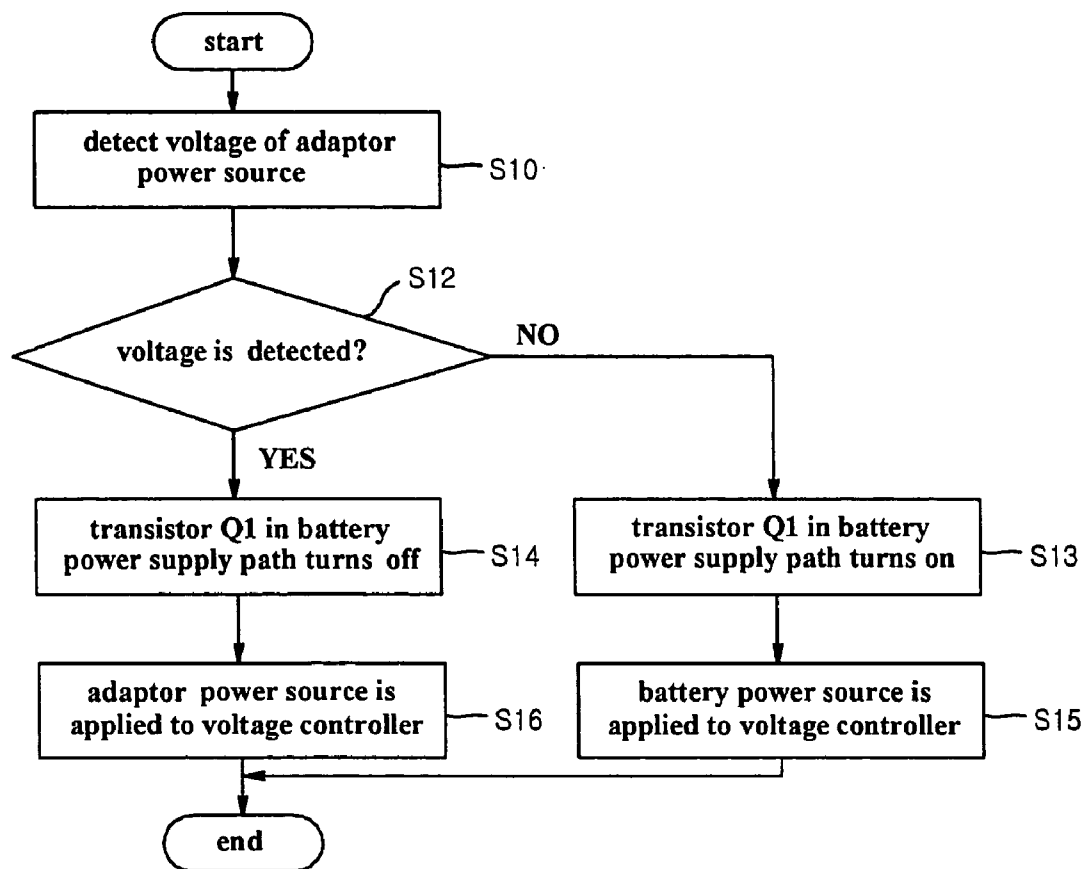 start
detect voltage of adaptor
power source
S10
S12
voltage is detected?
NO
YES
transistor Q1 in battery
power supply path turns off
S14
transistor Q1 in battery
power supply path turns on
S13
adaptor power source is
applied to voltage controller
S16
battery power source is
applied to voltage controller
S15
end